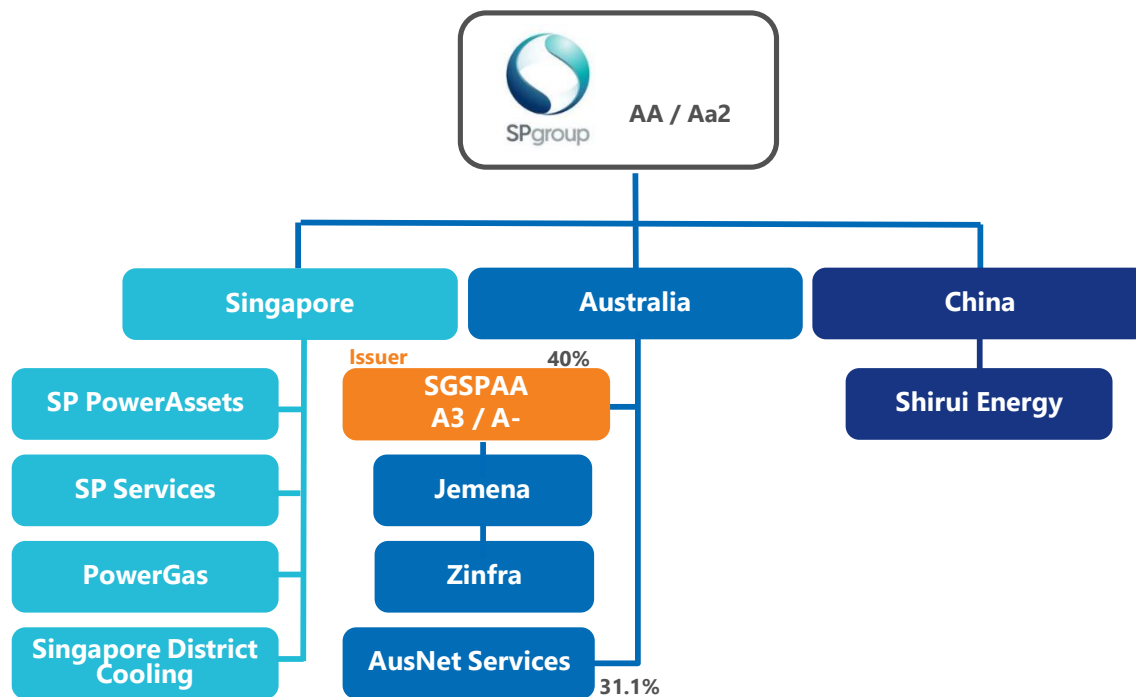 SPgroup
AA / Aa2
Singapore
Australia
China
Issuer
40%
SP PowerAssets
SGSPAA
A3 / A-
Shirui Energy
SP Services
Jemena
PowerGas
Zinfra
Singapore District
Cooling
AusNet Services
31.1%